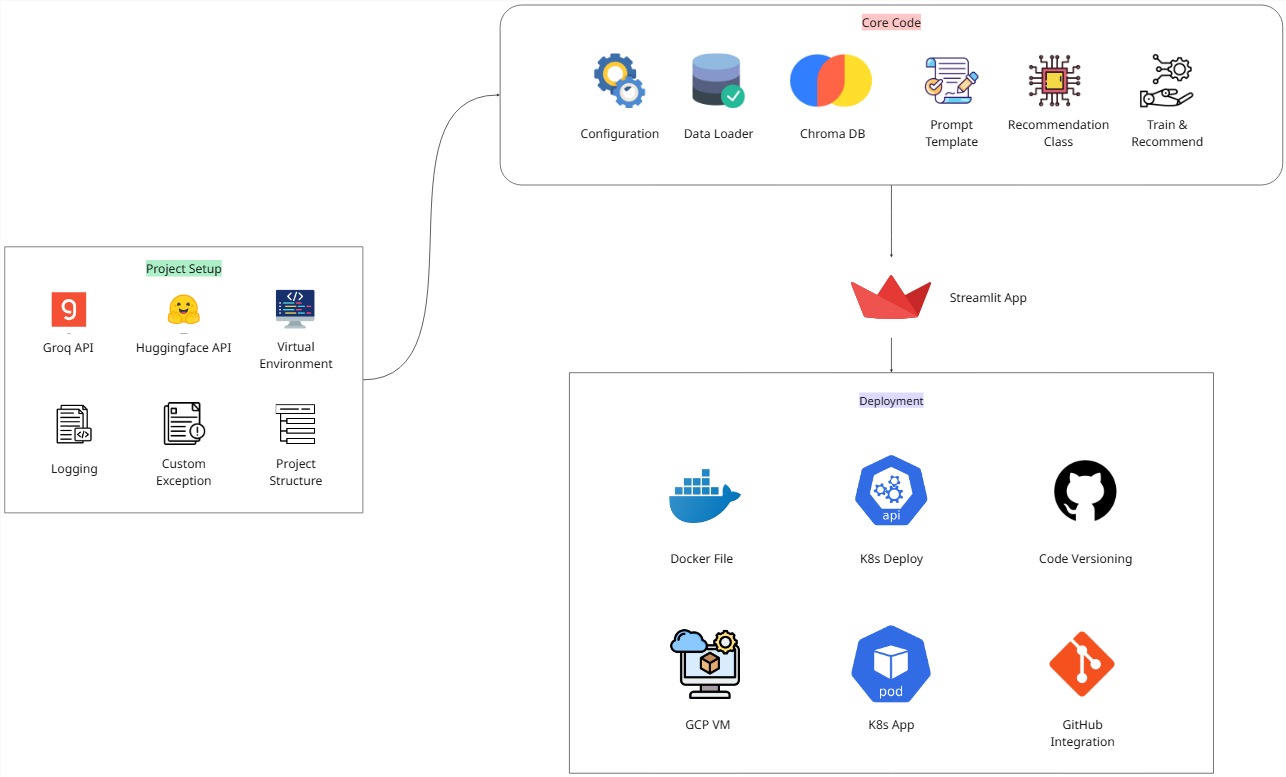 Core Code
Configuration
Data Loader
Chroma DB
Prompt
Template
Recommendation
Class
Train &
Recommend
Project Setup
</>
Groq API
Huggingface API
Virtual
Environment
</>
Logging
Custom
Exception
Project
Structure
Streamlit App
Deployment
api
Docker File
K8s Deploy
Code Versioning
pod
GCP VM
K8s App
GitHub
Integration